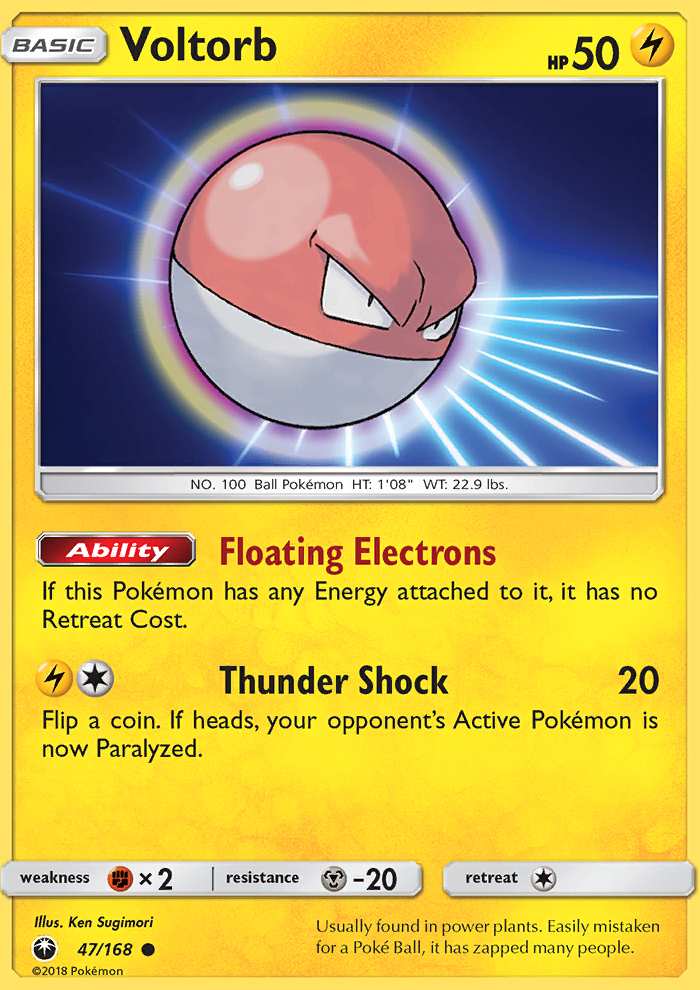 BASIC Voltorb HP 50
NO. 100 Ball Pokémon HT: 1'08" WT: 22.9 lbs.
Ability Floating Electrons
If this Pokémon has any Energy attached to it, it has no
Retreat Cost.
Thunder Shock 20
Flip a coin. If heads, your opponent's Active Pokémon is
now Paralyzed.
weakness × 2 resistance -20 retreat
Illus. Ken Sugimori
47/168
©2018 Pokémon
Usually found in power plants. Easily mistaken
for a Poké Ball, it has zapped many people.